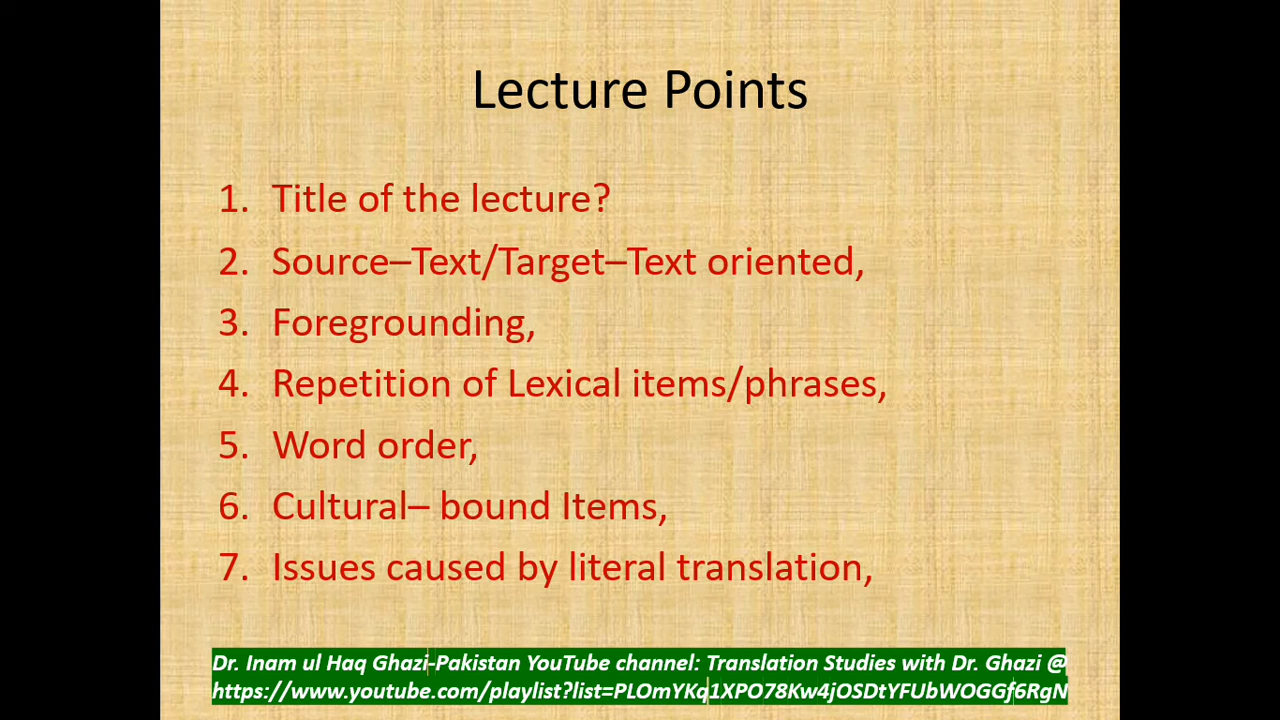 Lecture Points
1. Title of the lecture?
2. Source–Text/Target–Text oriented,
3. Foregrounding,
4. Repetition of Lexical items/phrases,
5. Word order,
6. Cultural– bound Items,
7. Issues caused by literal translation,
Dr. Inam ul Haq Ghazi-Pakistan YouTube channel: Translation Studies with Dr. Ghazi @
https://www.youtube.com/playlist?list=PLOmYKq1XPO78Kw4jOSDtYFUbWOGGf6RgN